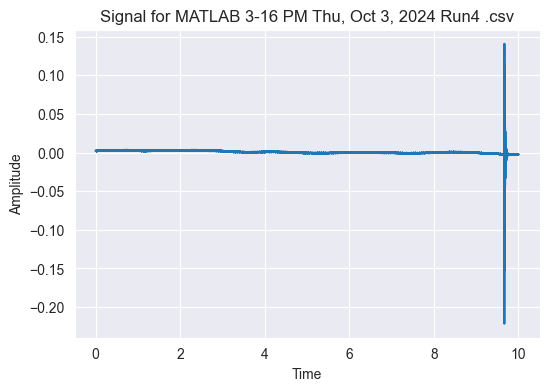 Signal for MATLAB 3-16 PM Thu, Oct 3, 2024 Run4 .csv
0.15
0.10
0.05
0.00
−0.05
−0.10
−0.15
−0.20
Amplitude
0 2 4 6 8 10
Time